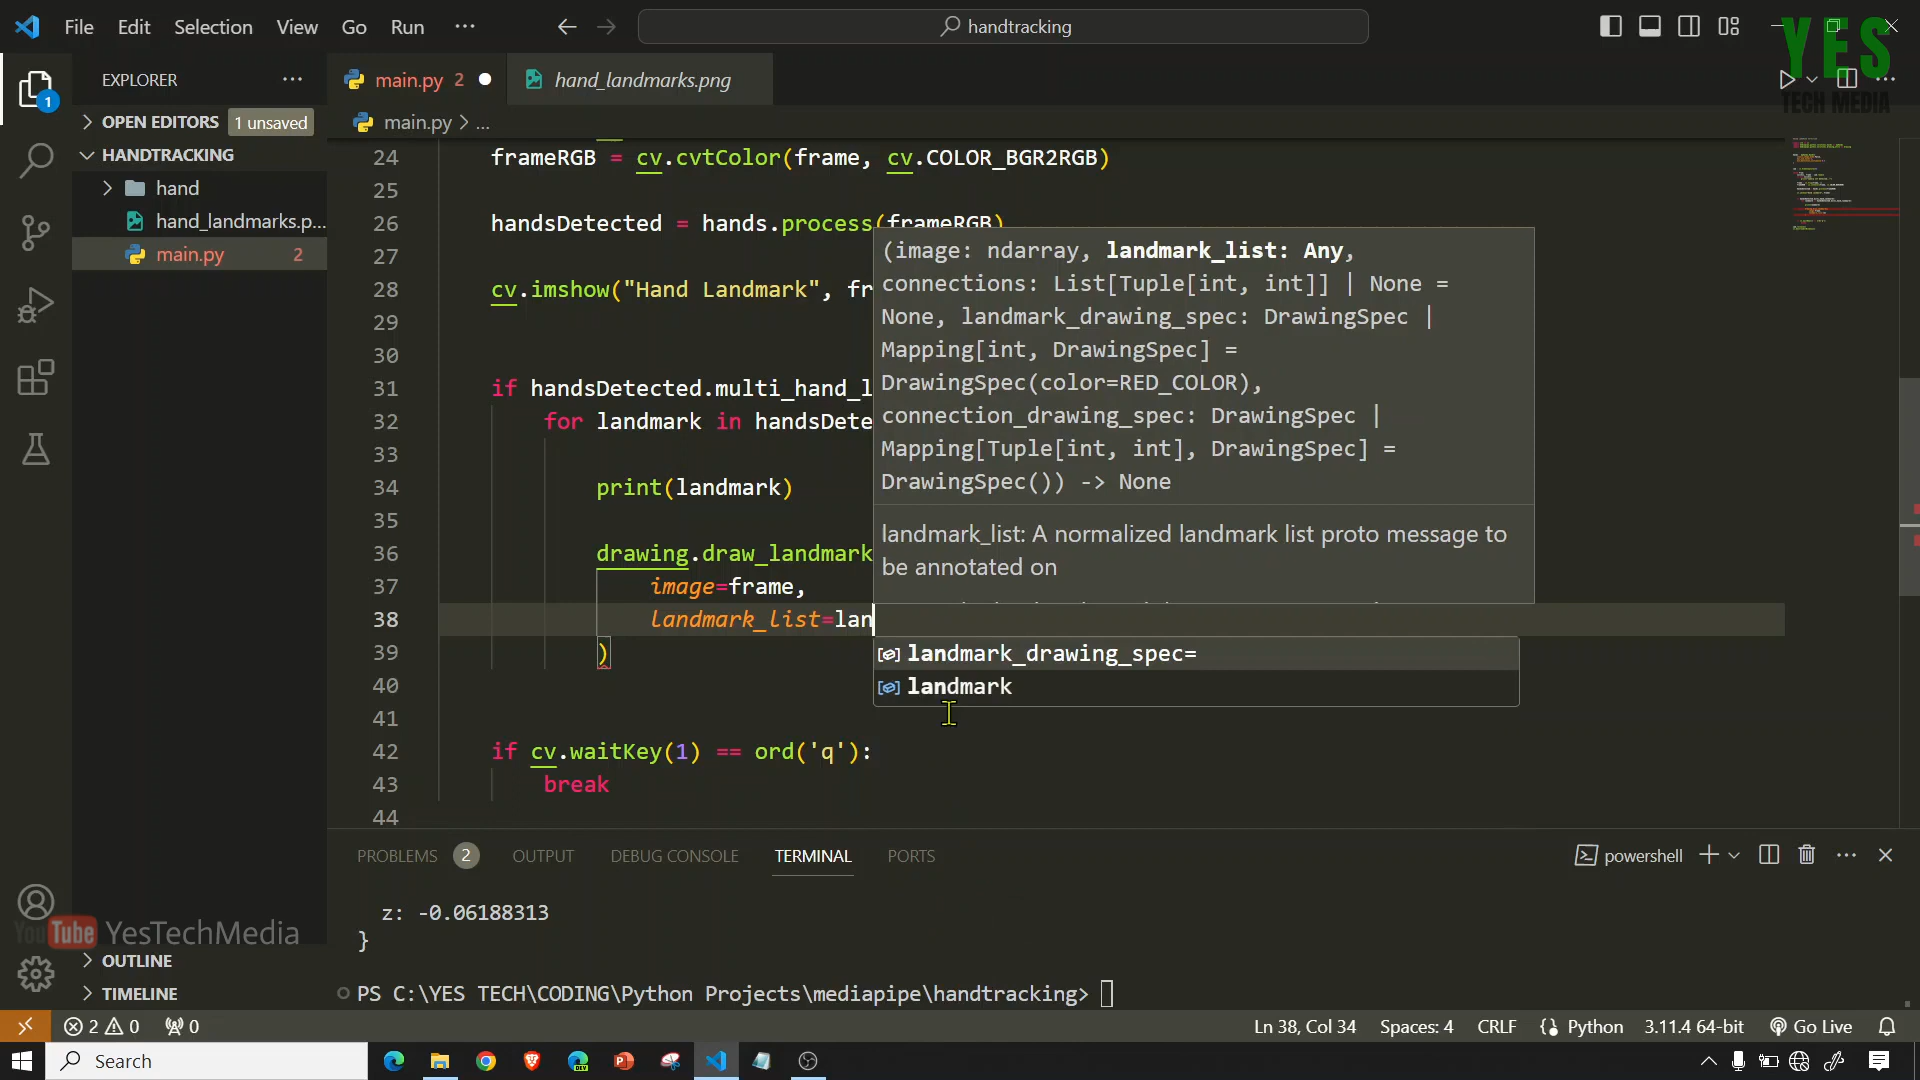 File Edit Selection View Go Run ···
handtracking
YES
TECH MEDIA
EXPLORER ···
main.py 2
hand_landmarks.png
OPEN EDITORS 1 unsaved
main.py > ...
HANDTRACKING
hand
hand_landmarks.p...
main.py 2
24 frameRGB = cv.cvtColor(frame, cv.COLOR_BGR2RGB)
25
26 handsDetected = hands.process(frameRGB)
27
28 cv.imshow("Hand Landmark", fr
29
30
31 if handsDetected.multi_hand_l
32 for landmark in handsDete
33
34 print(landmark)
35
36 drawing.draw_landmark
37 image=frame,
38 landmark_list=lan
39 )
40
41
42 if cv.waitKey(1) == ord('q'):
43 break
44
(image: ndarray, landmark_list: Any,
connections: List[Tuple[int, int]] | None =
None, landmark_drawing_spec: DrawingSpec |
Mapping[int, DrawingSpec] =
DrawingSpec(color=RED_COLOR),
connection_drawing_spec: DrawingSpec |
Mapping[Tuple[int, int], DrawingSpec] =
DrawingSpec()) -> None
landmark_list: A normalized landmark list proto message to
be annotated on
landmark_drawing_spec=
landmark
1
PROBLEMS 2 OUTPUT DEBUG CONSOLE TERMINAL PORTS
powershell
z: -0.06188313
}
PS C:\YES TECH\CODING\Python Projects\mediapipe\handtracking>
YouTube YesTechMedia
OUTLINE
TIMELINE
2 0 0
Ln 38, Col 34 Spaces: 4 CRLF Python 3.11.4 64-bit Go Live
Search